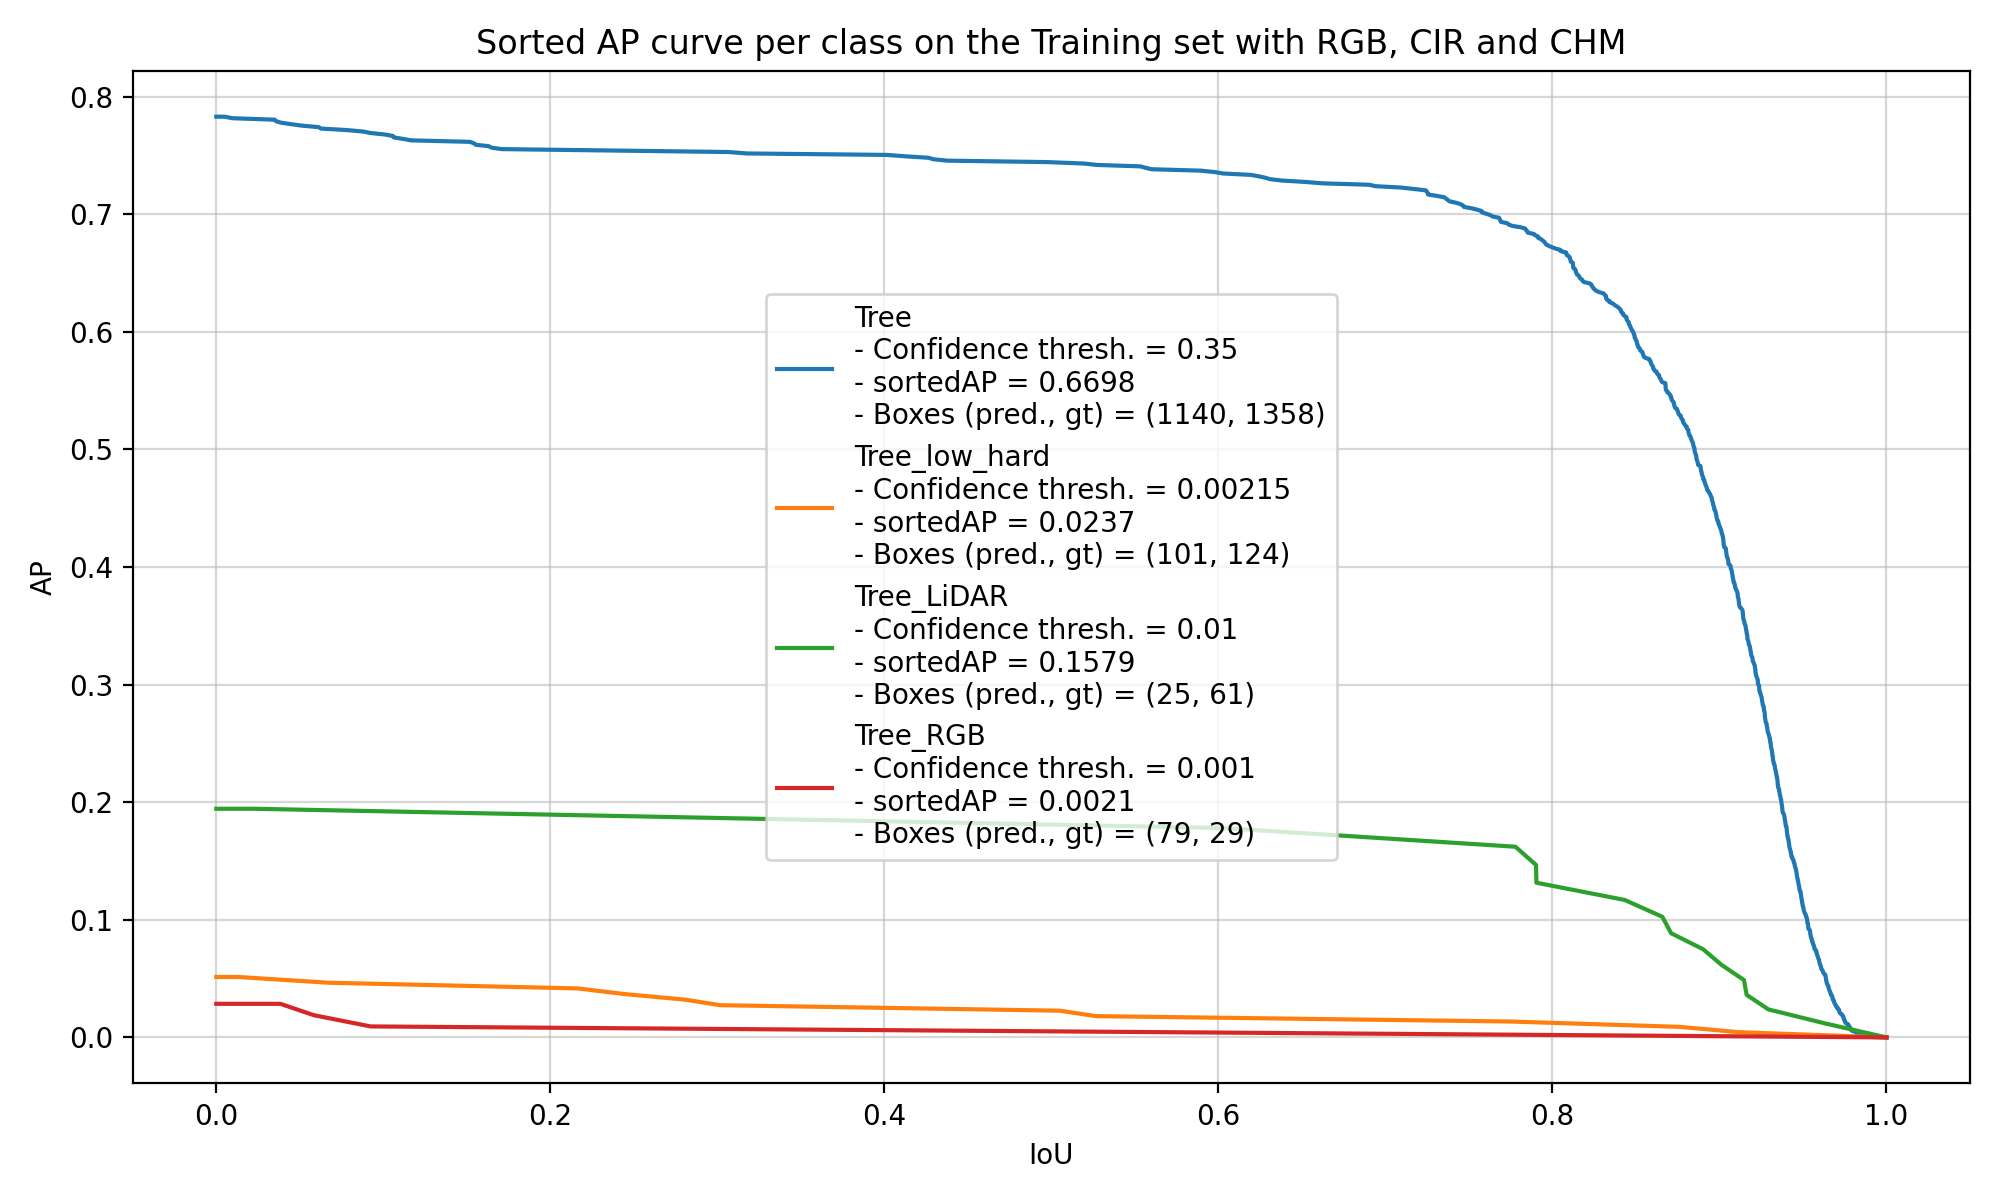 Sorted AP curve per class on the Training set with RGB, CIR and CHM
0.8
0.7
0.6
0.5
0.4
0.3
0.2
0.1
0.0
AP
Tree
- Confidence thresh. = 0.35
- sortedAP = 0.6698
- Boxes (pred., gt) = (1140, 1358)
Tree_low_hard
- Confidence thresh. = 0.00215
- sortedAP = 0.0237
- Boxes (pred., gt) = (101, 124)
Tree_LiDAR
- Confidence thresh. = 0.01
- sortedAP = 0.1579
- Boxes (pred., gt) = (25, 61)
Tree_RGB
- Confidence thresh. = 0.001
- sortedAP = 0.0021
- Boxes (pred., gt) = (79, 29)
0.0 0.2 0.4 0.6 0.8 1.0
IoU